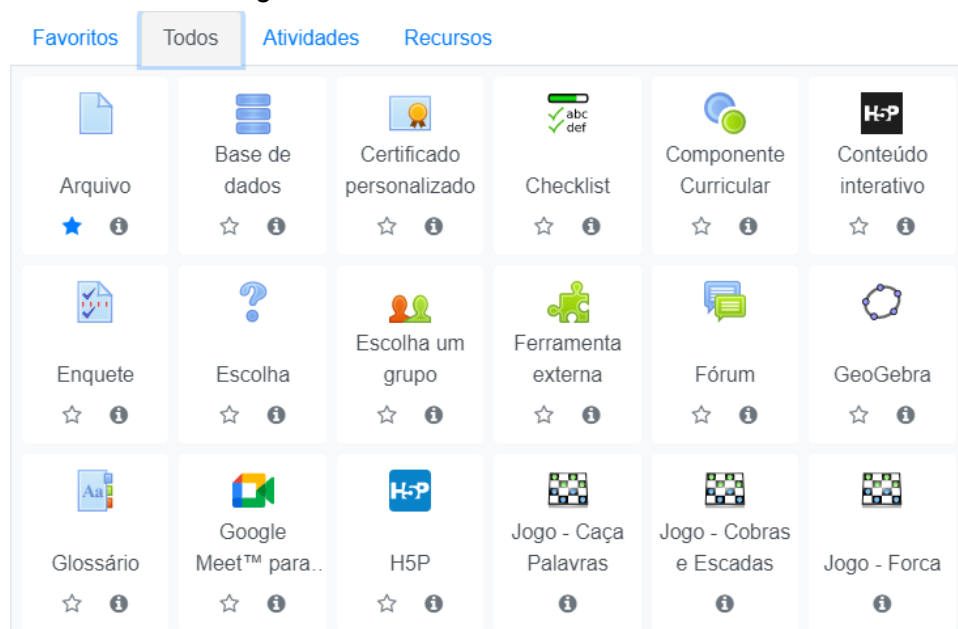 Favoritos Todos Atividades Recursos
abc
def
H5P
Base de
dados
Certificado
personalizado
Componente
Curricular
Conteúdo
interativo
Arquivo
Checklist
Escolha um
grupo
Ferramenta
externa
Enquete
Escolha
Fórum
GeoGebra
Aa
H5P
Google
Meet™ para..
Jogo - Caça
Palavras
Jogo - Cobras
e Escadas
Glossário
H5P
Jogo - Forca